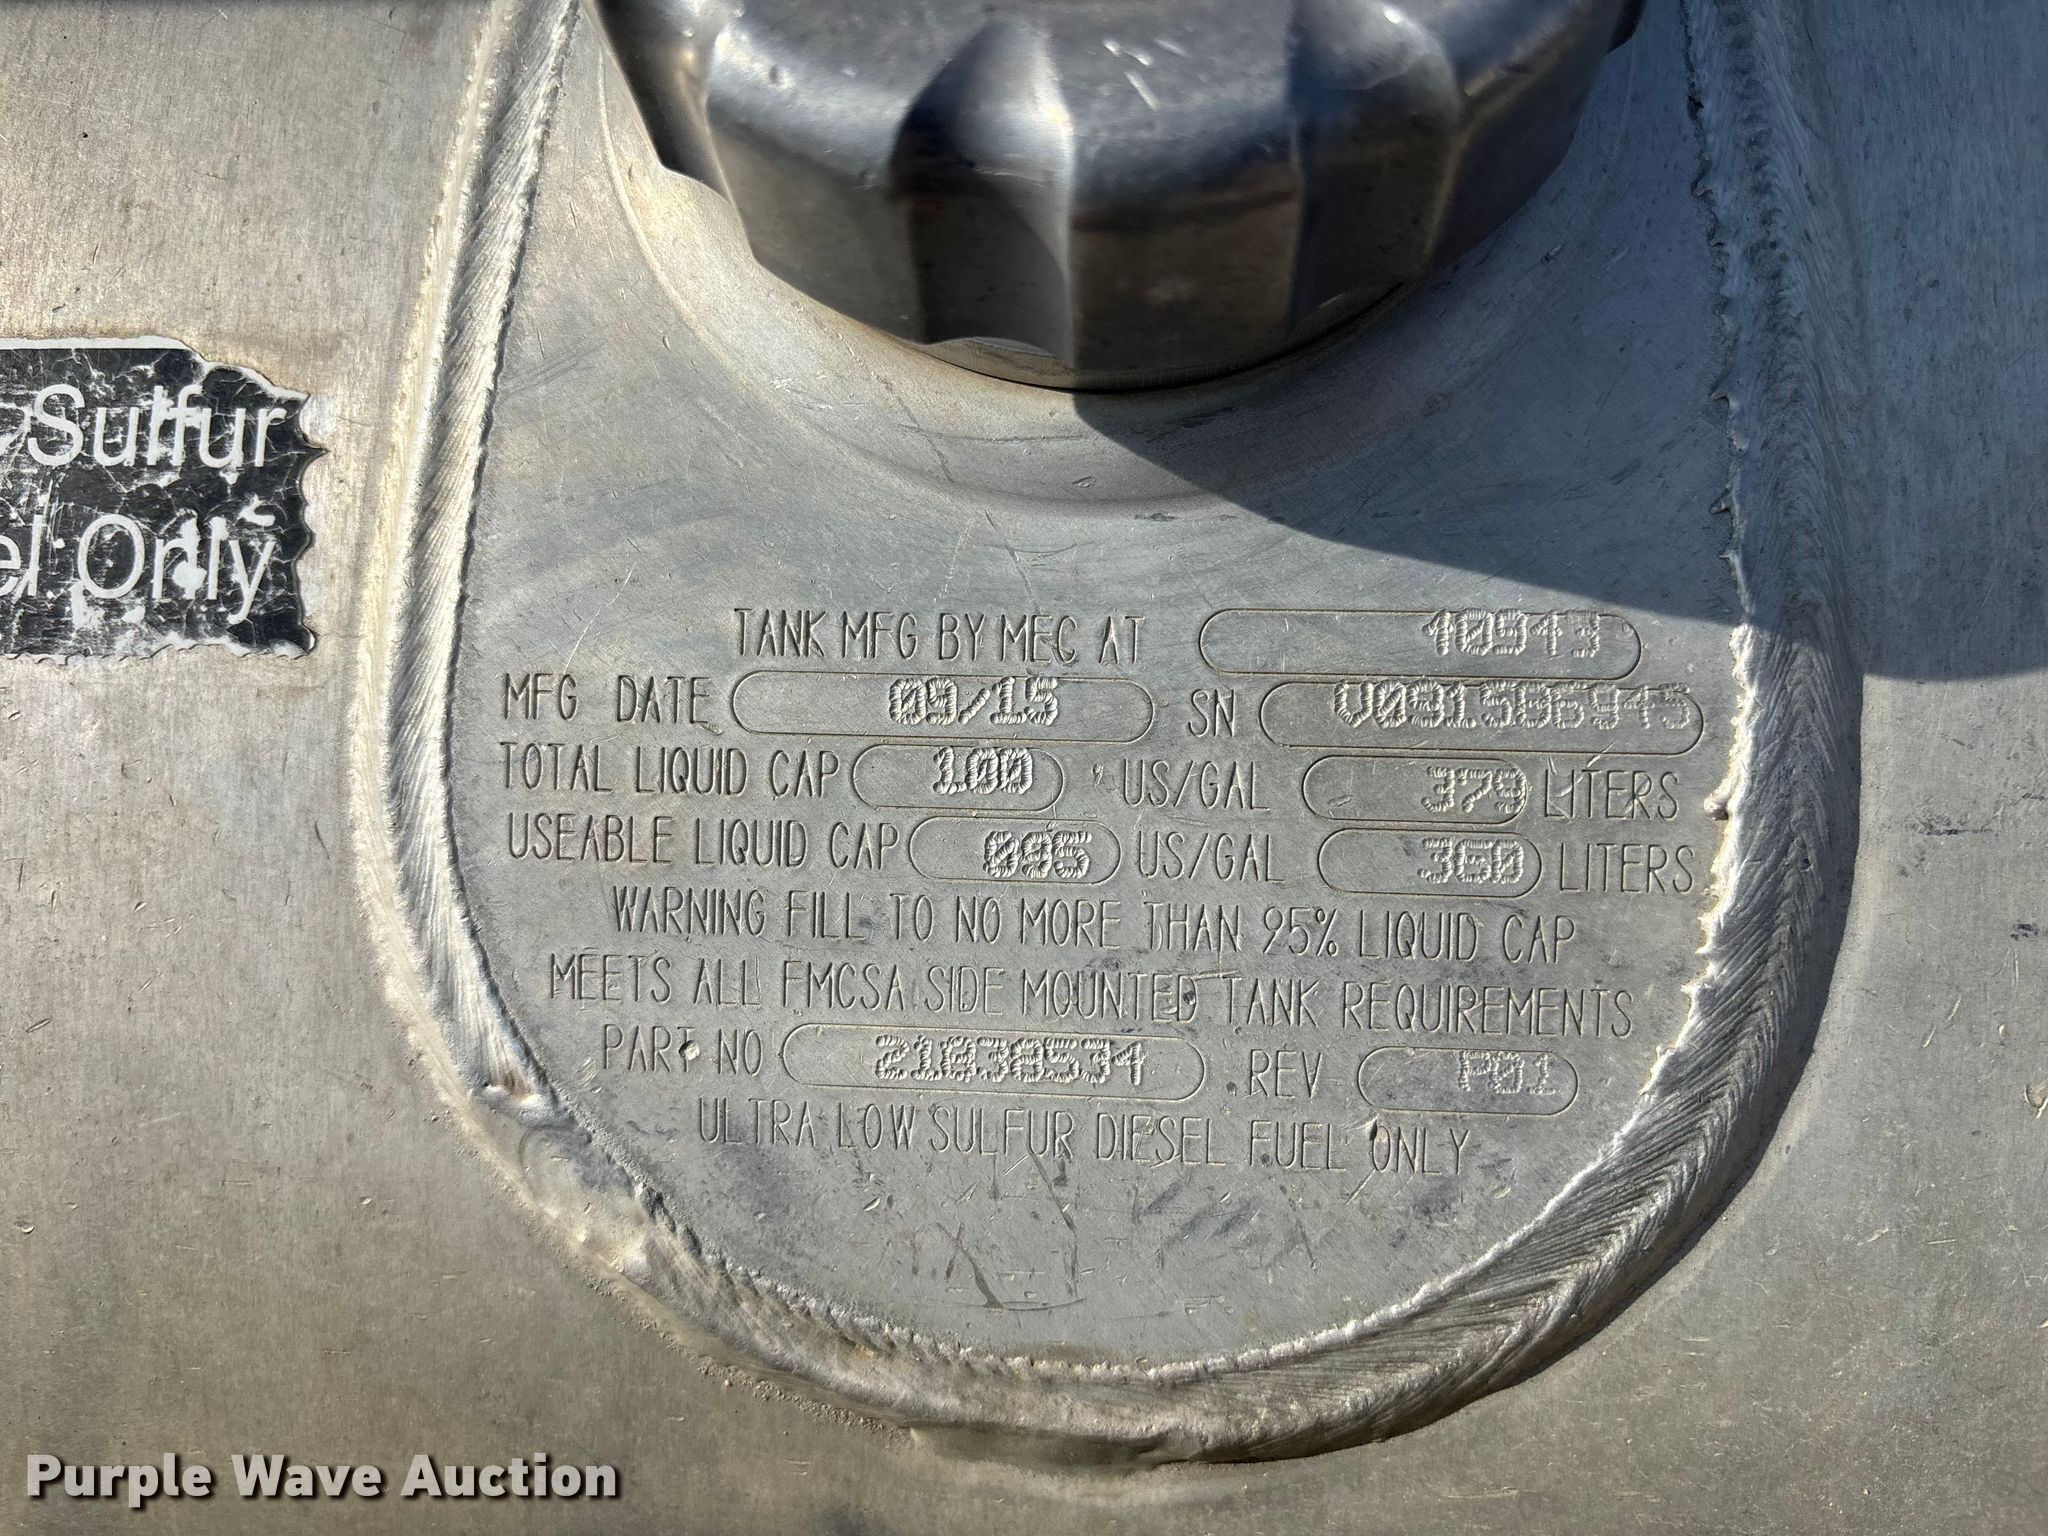 Sulfur
el Only
TANK MFG BY MEC AT 10913
MFG DATE 09/15 SN
TOTAL LIQUID CAP 100 US/GAL 379 LITERS
USEABLE LIQUID CAP 095 US/GAL 360 LITERS
WARNING FILL TO NO MORE THAN 95% LIQUID CAP
MEETS ALL FMCSA SIDE MOUNTED TANK REQUIREMENTS
PART NO 21838534 REV P01
ULTRA LOW SULFUR DIESEL FUEL ONLY
Purple Wave Auction